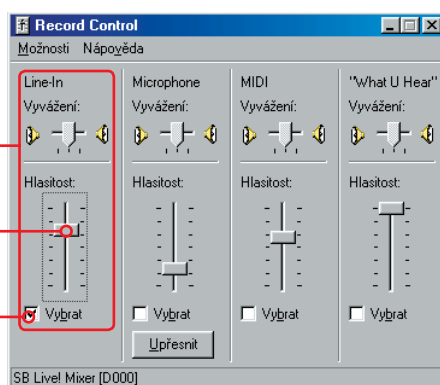 Record Control
Možnosti Nápověda
Line-In Microphone MIDI "What U Hear"
Vyvážení: Vyvážení: Vyvážení: Vyvážení:
Hlasitost: Hlasitost: Hlasitost: Hlasitost:
Vybrat Vybrat Vybrat Vybrat
Upřesnit
SB Live! Mixer [D000]